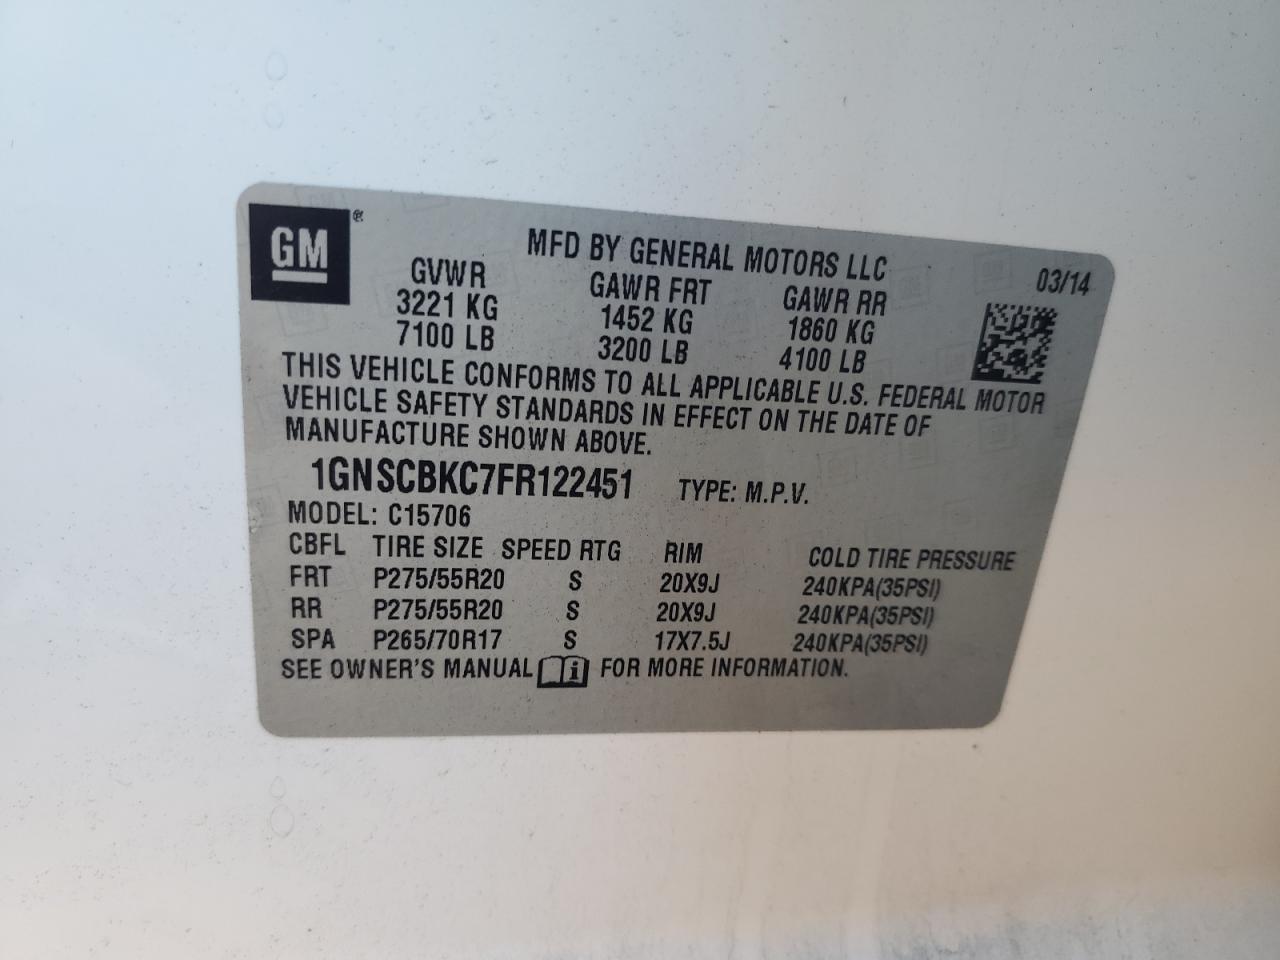 GM ®
MFD BY GENERAL MOTORS LLC
03/14
GVWR GAWR FRT GAWR RR
3221 KG 1452 KG 1860 KG
7100 LB 3200 LB 4100 LB
THIS VEHICLE CONFORMS TO ALL APPLICABLE U.S. FEDERAL MOTOR
VEHICLE SAFETY STANDARDS IN EFFECT ON THE DATE OF
MANUFACTURE SHOWN ABOVE.
1GNSCBKC7FR122451 TYPE: M.P.V.
MODEL: C15706
CBFL TIRE SIZE SPEED RTG RIM COLD TIRE PRESSURE
FRT P275/55R20 S 20X9J 240KPA(35PSI)
RR P275/55R20 S 20X9J 240KPA(35PSI)
SPA P265/70R17 S 17X7.5J 240KPA(35PSI)
SEE OWNER'S MANUAL i FOR MORE INFORMATION.